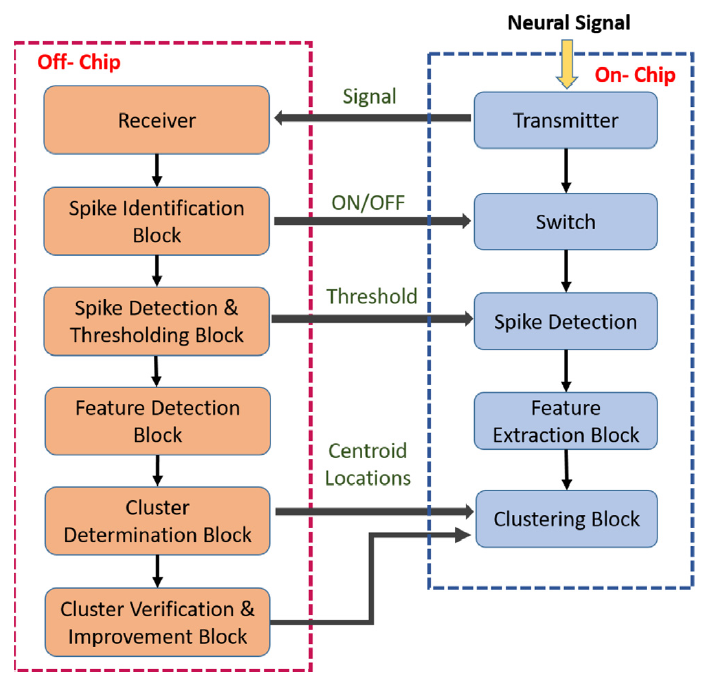 Neural Signal
Off- Chip
On- Chip
Receiver
Signal
Transmitter
Spike Identification
Block
ON/OFF
Switch
Spike Detection &
Thresholding Block
Threshold
Spike Detection
Feature Detection
Block
Feature
Extraction Block
Centroid
Locations
Cluster
Determination Block
Clustering Block
Cluster Verification &
Improvement Block